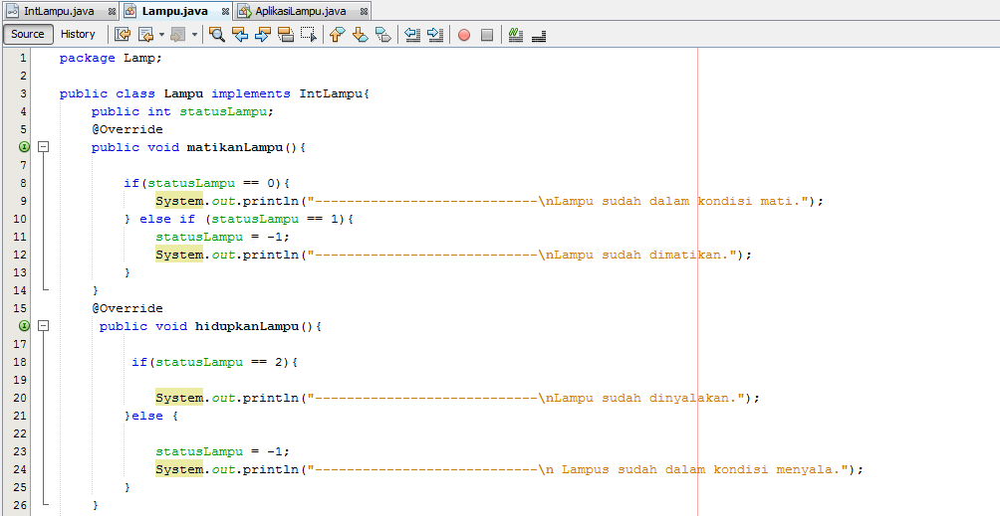 IntLampu.java Lampu.java AplikasiLampu.java
Source History
1 package Lamp;
2
3 public class Lampu implements IntLampu{
4 public int statusLampu;
5 @Override
public void matikanLampu(){
7
8 if(statusLampu == 0){
9 System.out.println("----------------------------\nLampu sudah dalam kondisi mati.");
10 } else if (statusLampu == 1){
11 statusLampu = -1;
12 System.out.println("----------------------------\nLampu sudah dimatikan.");
13 }
14 }
15 @Override
public void hidupkanLampu(){
17
18 if(statusLampu == 2){
19
20 System.out.println("----------------------------\nLampu sudah dinyalakan.");
21 }else {
22
23 statusLampu = -1;
24 System.out.println("----------------------------\n Lampus sudah dalam kondisi menyala.");
25 }
26 }